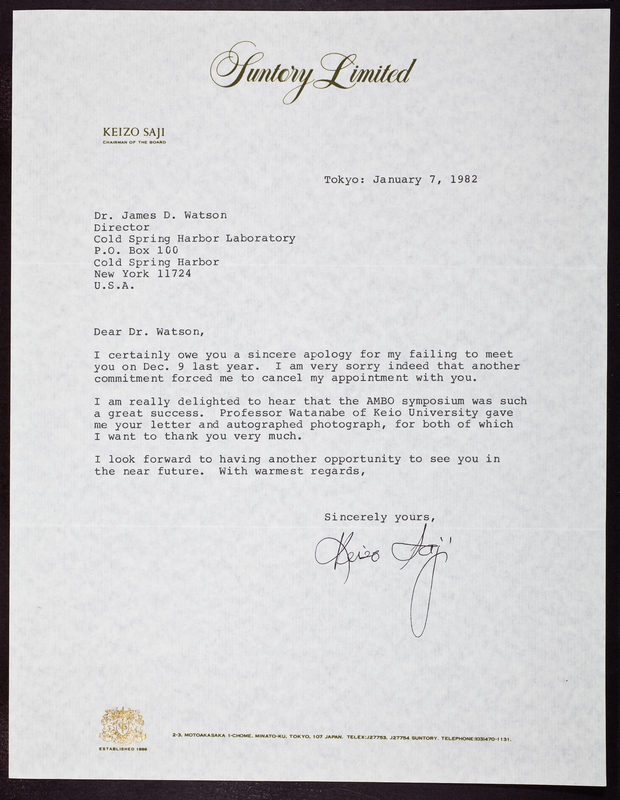 Suntory Limited
KEIZO SAJI
CHAIRMAN OF THE BOARD
Tokyo: January 7, 1982
Dr. James D. Watson
Director
Cold Spring Harbor Laboratory
P.O. Box 100
Cold Spring Harbor
New York 11724
U.S.A.
Dear Dr. Watson,
I certainly owe you a sincere apology for my failing to meet
you on Dec. 9 last year.  I am very sorry indeed that another
commitment forced me to cancel my appointment with you.
I am really delighted to hear that the AMBO symposium was such
a great success.  Professor Watanabe of Keio University gave
me your letter and autographed photograph, for both of which
I want to thank you very much.
I look forward to having another opportunity to see you in
the near future.  With warmest regards,
Sincerely yours,
Keizo Saji
ESTABLISHED 1899
2-3, MOTOAKASAKA 1-CHOME, MINATO-KU, TOKYO, 107 JAPAN. TELEX:J27753, J27754 SUNTORY. TELEPHONE:(03)470-1131.